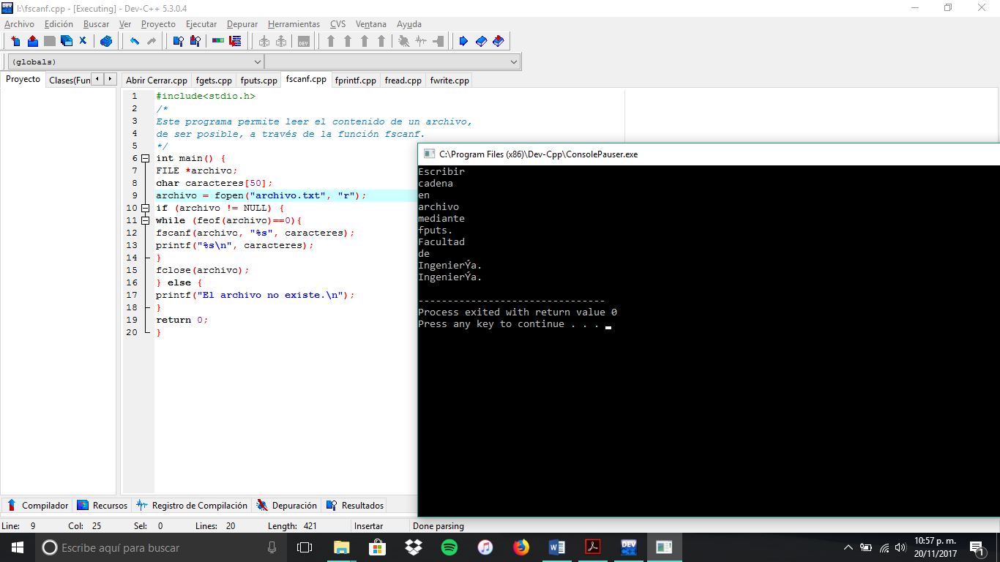 I:\fscanf.cpp - [Executing] - Dev-C++ 5.3.0.4
Archivo Edición Buscar Ver Proyecto Ejecutar Depurar Herramientas CVS Ventana Ayuda
(globals)
Proyecto Clases(Fun
Abrir Cerrar.cpp fgets.cpp fputs.cpp fscanf.cpp fprintf.cpp fread.cpp fwrite.cpp
1 #include<stdio.h>
2 /*
3 Este programa permite leer el contenido de un archivo,
4 de ser posible, a través de la función fscanf.
5 */
6 int main() {
7 FILE *archivo;
8 char caracteres[50];
9 archivo = fopen("archivo.txt", "r");
10 if (archivo != NULL) {
11 while (feof(archivo)==0){
12 fscanf(archivo, "%s", caracteres);
13 printf("%s\n", caracteres);
14 }
15 fclose(archivo);
16 } else {
17 printf("El archivo no existe.\n");
18 }
19 return 0;
20 }
C:\Program Files (x86)\Dev-Cpp\ConsolePauser.exe
Escribir
cadena
en
archivo
mediante
fputs.
Facultad
de
IngenierÝa.
IngenierÝa.
--------------------------------
Process exited with return value 0
Press any key to continue . . .
Compilador Recursos Registro de Compilación Depuración Resultados
Line: 9 Col: 25 Sel: 0 Lines: 20 Length: 421 Insertar Done parsing
Escribe aquí para buscar
10:57 p. m.
20/11/2017